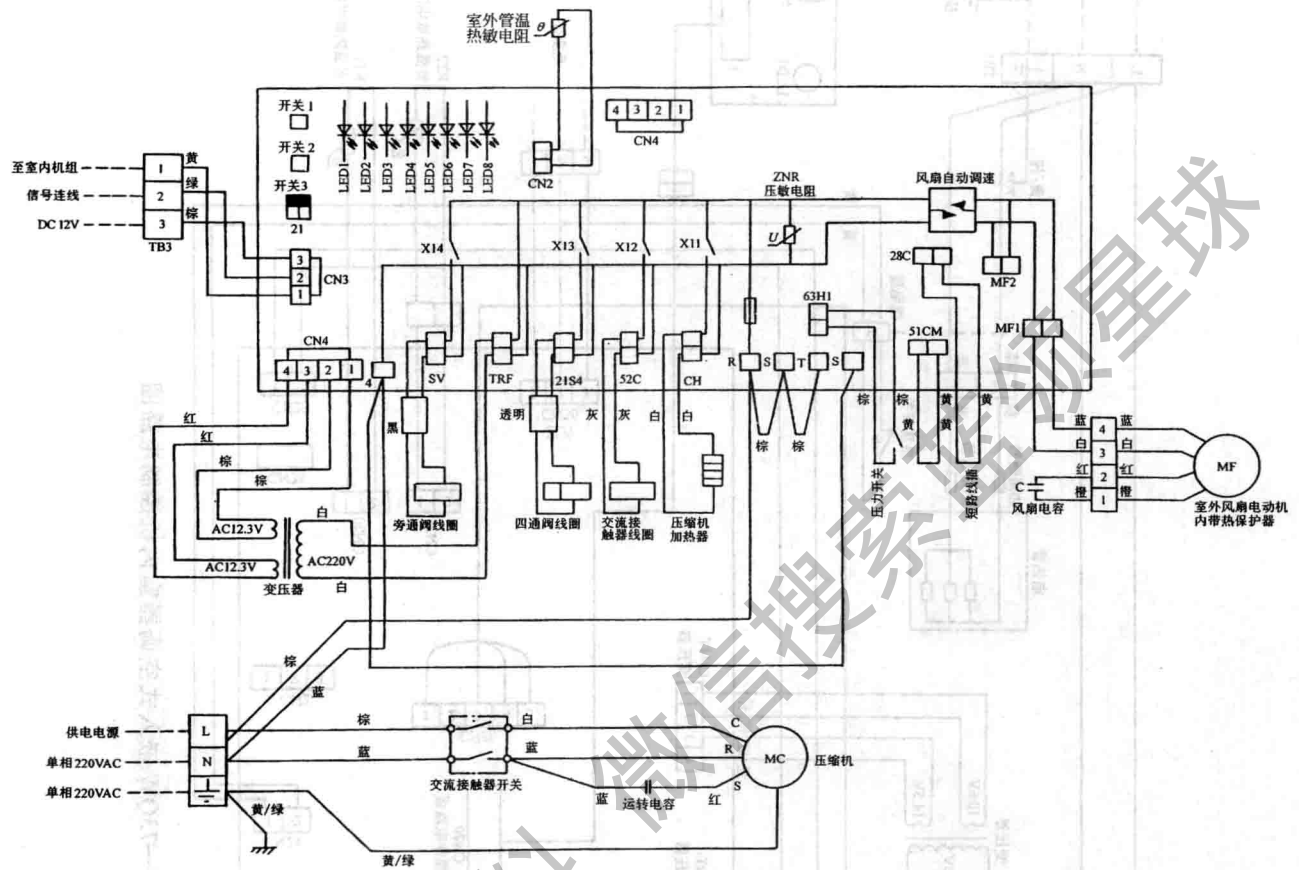 室外管温
热敏电阻
θ
开关1
开关2
开关3
21
LED1
LED2
LED3
LED4
LED5
LED6
LED7
LED8
CN2
4 3 2 1
CN4
ZNR
压敏电阻
U
风扇自动调速
至室内机组
信号连线
DC 12V
1
2
3
TB3
黄
绿
棕
3
2
1
CN3
X14
X13
X12
X11
28C
MF2
63H1
51CM
MF1
CN4
4 3 2 1
4
SV
TRF
21S4
52C
CH
R
S
T
S
红
红
棕
棕
黑
透明
灰
灰
白
白
棕
棕
棕
棕
黄
黄
黄
黄
黄
压力开关
短路线插
蓝
白
红
橙
4
3
2
1
蓝
白
红
橙
C
风扇电容
MF
室外风扇电动机
内带热保护器
AC12.3V
AC12.3V
变压器
AC220V
白
白
旁通阀线圈
四通阀线圈
交流接
触器线圈
压缩机
加热器
棕
蓝
供电电源
单相220VAC
单相220VAC
L
N
黄/绿
黄/绿
棕
蓝
交流接触器开关
白
蓝
蓝
运转电容
红
C
R
S
MC
压缩机
微信搜索蓝领星球